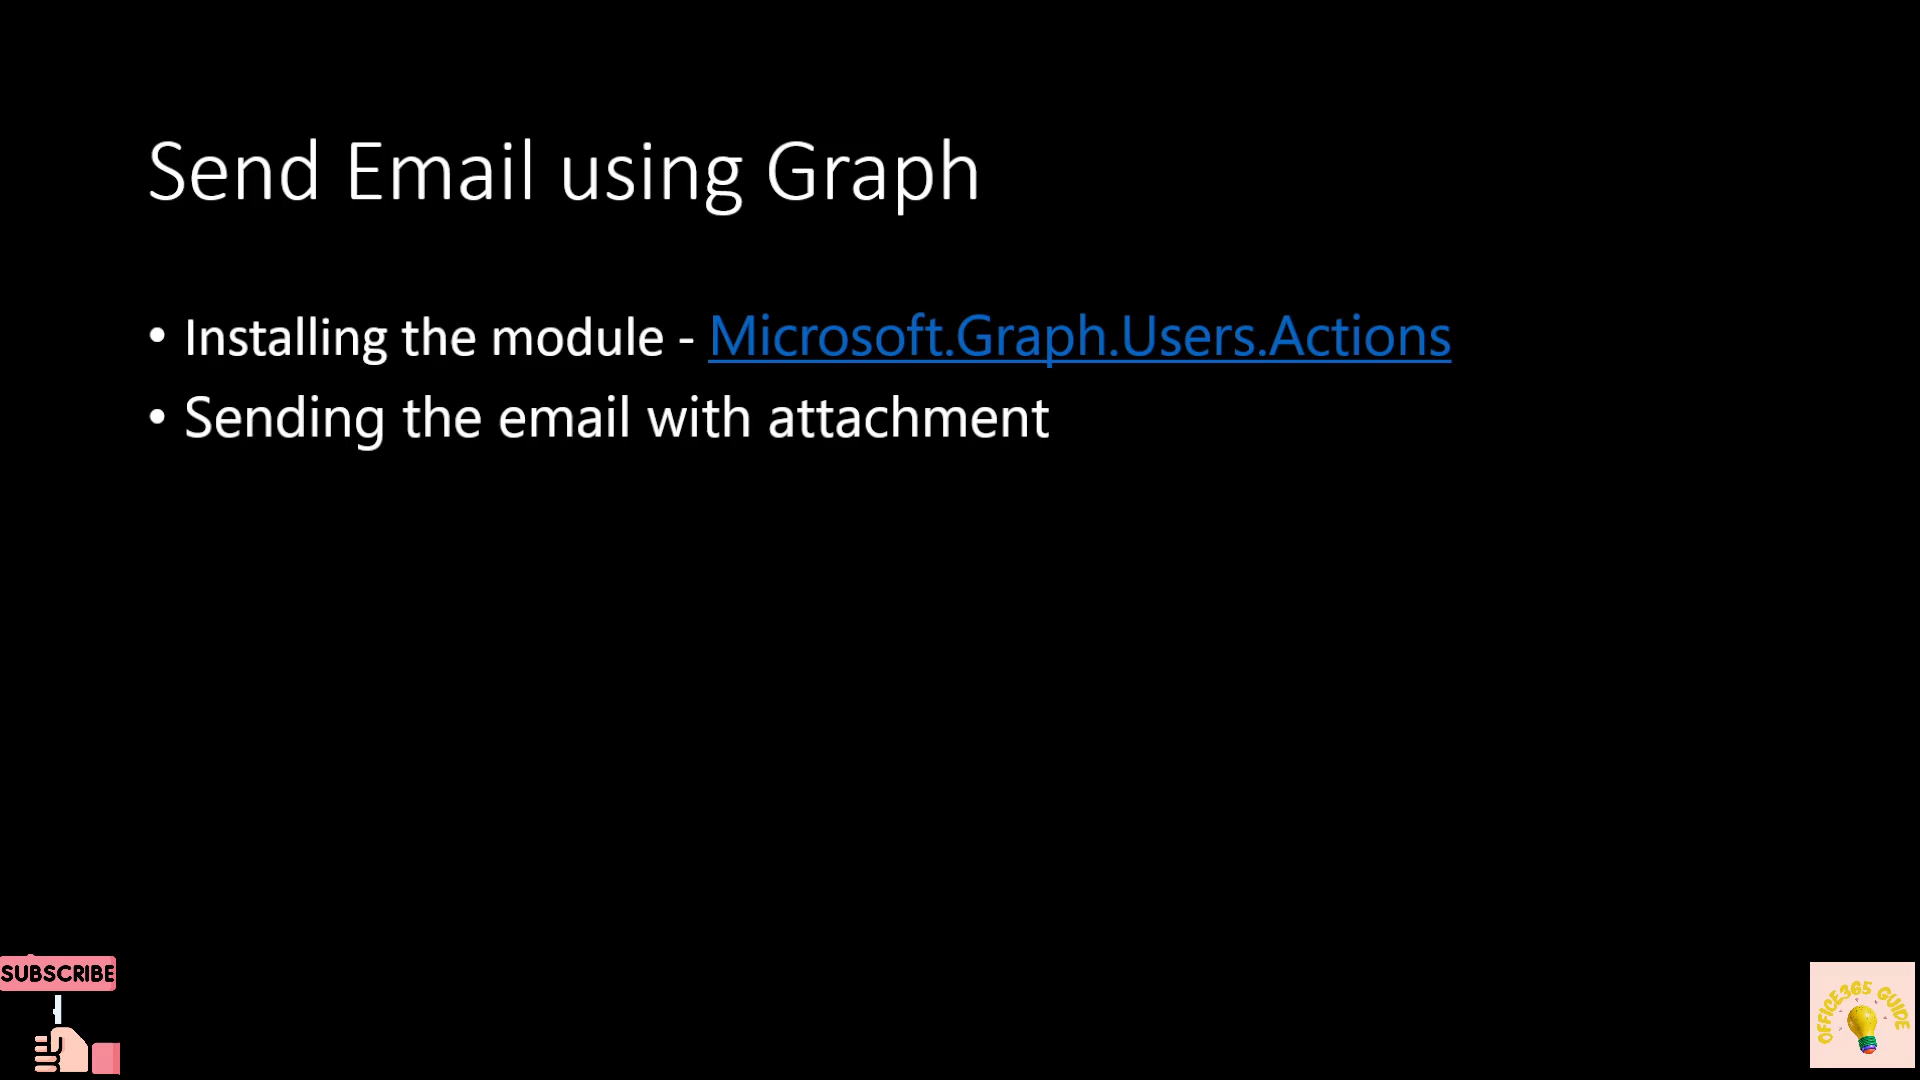 Send Email using Graph
• Installing the module - Microsoft.Graph.Users.Actions
• Sending the email with attachment
SUBSCRIBE
OFFICE365 GUIDE